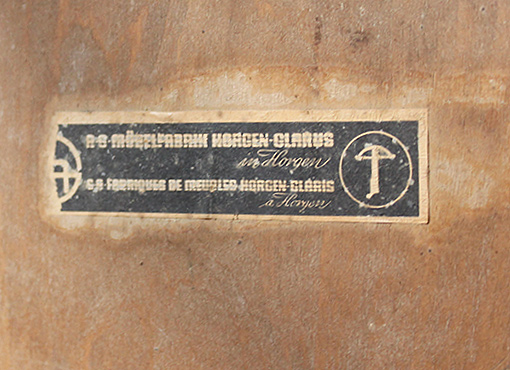 A·G·MÖBELFABRIK HORGEN-GLARUS
in Horgen
S·A·FABRIQUES DE MEUBLES HORGEN-GLARIS
à Horgen